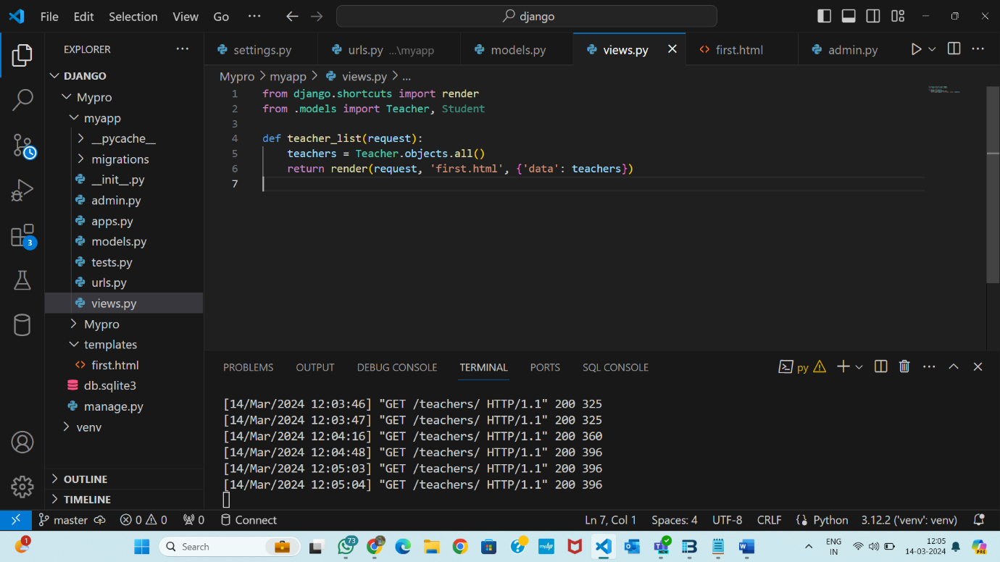 File Edit Selection View Go ··· django
EXPLORER ···
DJANGO
Mypro
myapp
__pycache__
migrations
__init__.py
admin.py
apps.py
models.py
tests.py
urls.py
views.py
Mypro
templates
first.html
db.sqlite3
manage.py
venv
OUTLINE
TIMELINE
3
settings.py urls.py ...\myapp models.py views.py first.html admin.py ···
Mypro > myapp > views.py > ...
1 from django.shortcuts import render
2 from .models import Teacher, Student
3
4 def teacher_list(request):
5 teachers = Teacher.objects.all()
6 return render(request, 'first.html', {'data': teachers})
7
PROBLEMS OUTPUT DEBUG CONSOLE TERMINAL PORTS SQL CONSOLE py ···
[14/Mar/2024 12:03:46] "GET /teachers/ HTTP/1.1" 200 325
[14/Mar/2024 12:03:47] "GET /teachers/ HTTP/1.1" 200 325
[14/Mar/2024 12:04:16] "GET /teachers/ HTTP/1.1" 200 360
[14/Mar/2024 12:04:48] "GET /teachers/ HTTP/1.1" 200 396
[14/Mar/2024 12:05:03] "GET /teachers/ HTTP/1.1" 200 396
[14/Mar/2024 12:05:04] "GET /teachers/ HTTP/1.1" 200 396
master 0 0 0 Connect Ln 7, Col 1 Spaces: 4 UTF-8 CRLF Python 3.12.2 ('venv': venv)
1 Search 73 NEW ENG 12:05 PRE
IN 14-03-2024